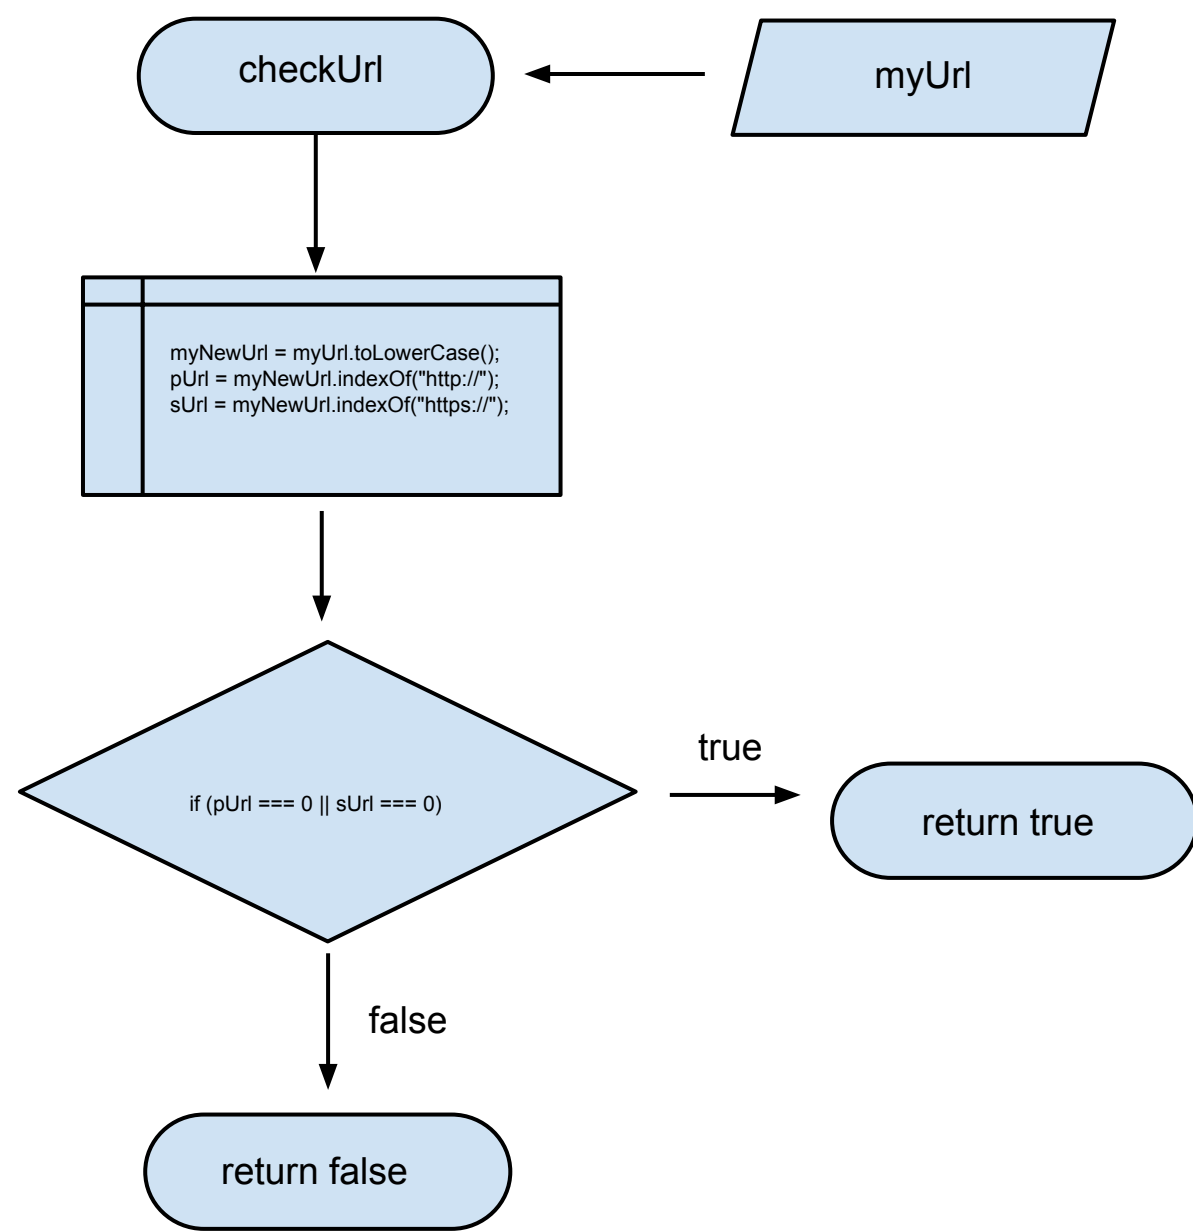 checkUrl
myUrl
myNewUrl = myUrl.toLowerCase();
pUrl = myNewUrl.indexOf("http://");
sUrl = myNewUrl.indexOf("https://");
if (pUrl === 0 || sUrl === 0)
true
return true
false
return false